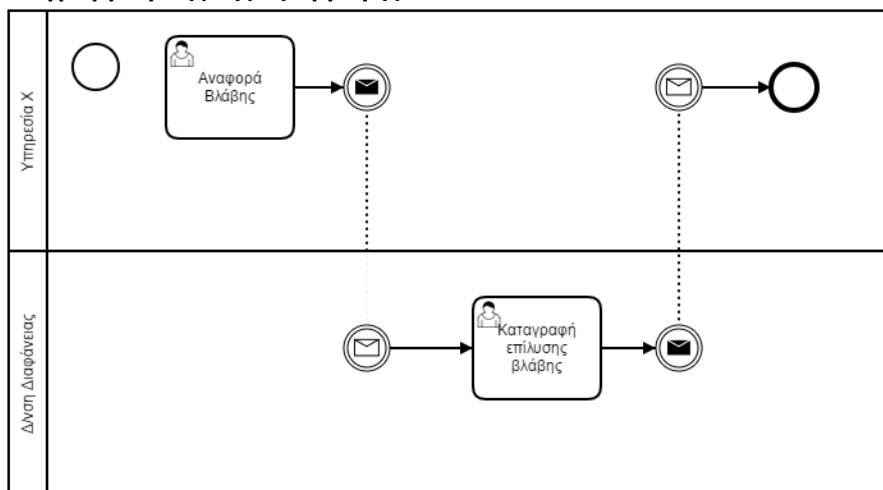 Υπηρεσία Χ
Αναφορά
Βλάβης
Δ/νση Διαφάνειας
Καταγραφή
επίλυσης
βλάβης